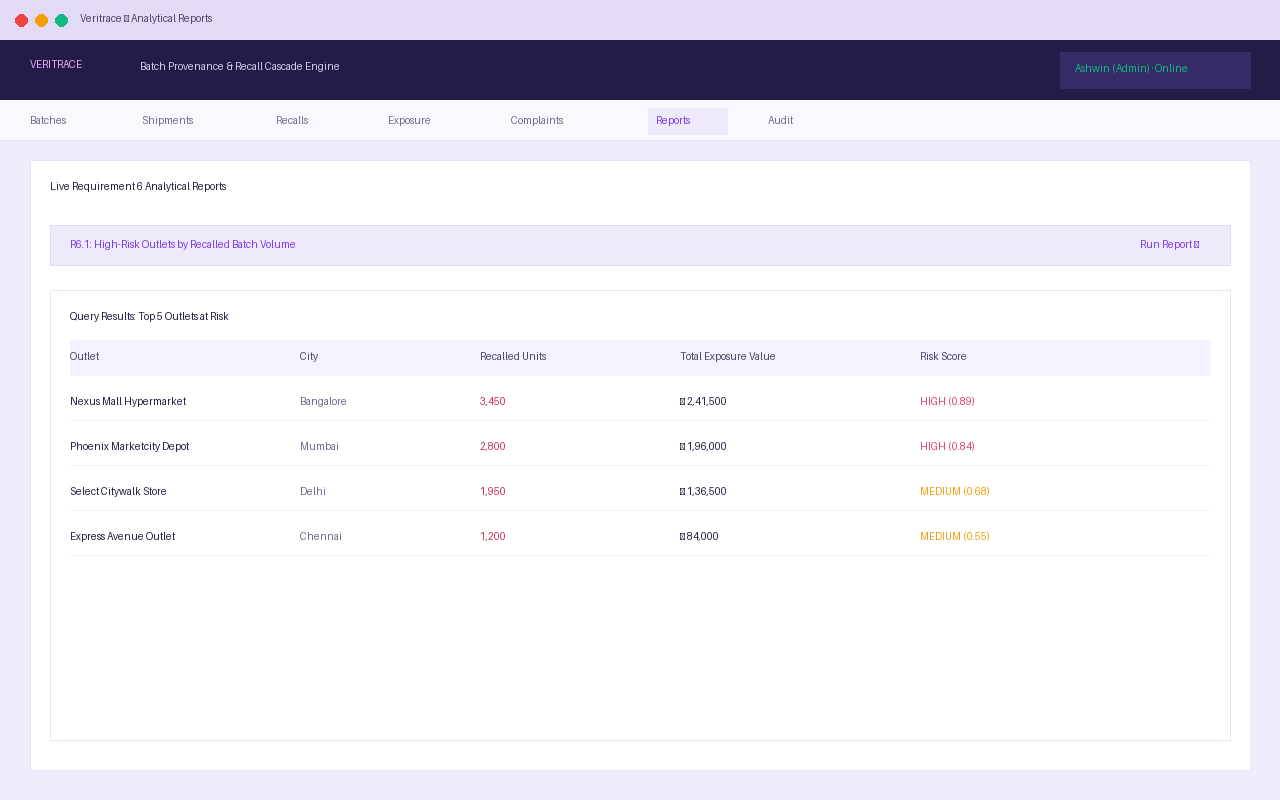 Veritrace ▯ Analytical Reports
VERITRACE
Batch Provenance & Recall Cascade Engine
Ashwin (Admin) · Online
Batches Shipments Recalls Exposure Complaints Reports Audit
Live Requirement 6 Analytical Reports
R6.1: High-Risk Outlets by Recalled Batch Volume
Run Report ▯
Query Results: Top 5 Outlets at Risk
Outlet City Recalled Units Total Exposure Value Risk Score
Nexus Mall Hypermarket Bangalore 3,450 ▯ 2,41,500 HIGH (0.89)
Phoenix Marketcity Depot Mumbai 2,800 ▯ 1,96,000 HIGH (0.84)
Select Citywalk Store Delhi 1,950 ▯ 1,36,500 MEDIUM (0.68)
Express Avenue Outlet Chennai 1,200 ▯ 84,000 MEDIUM (0.55)